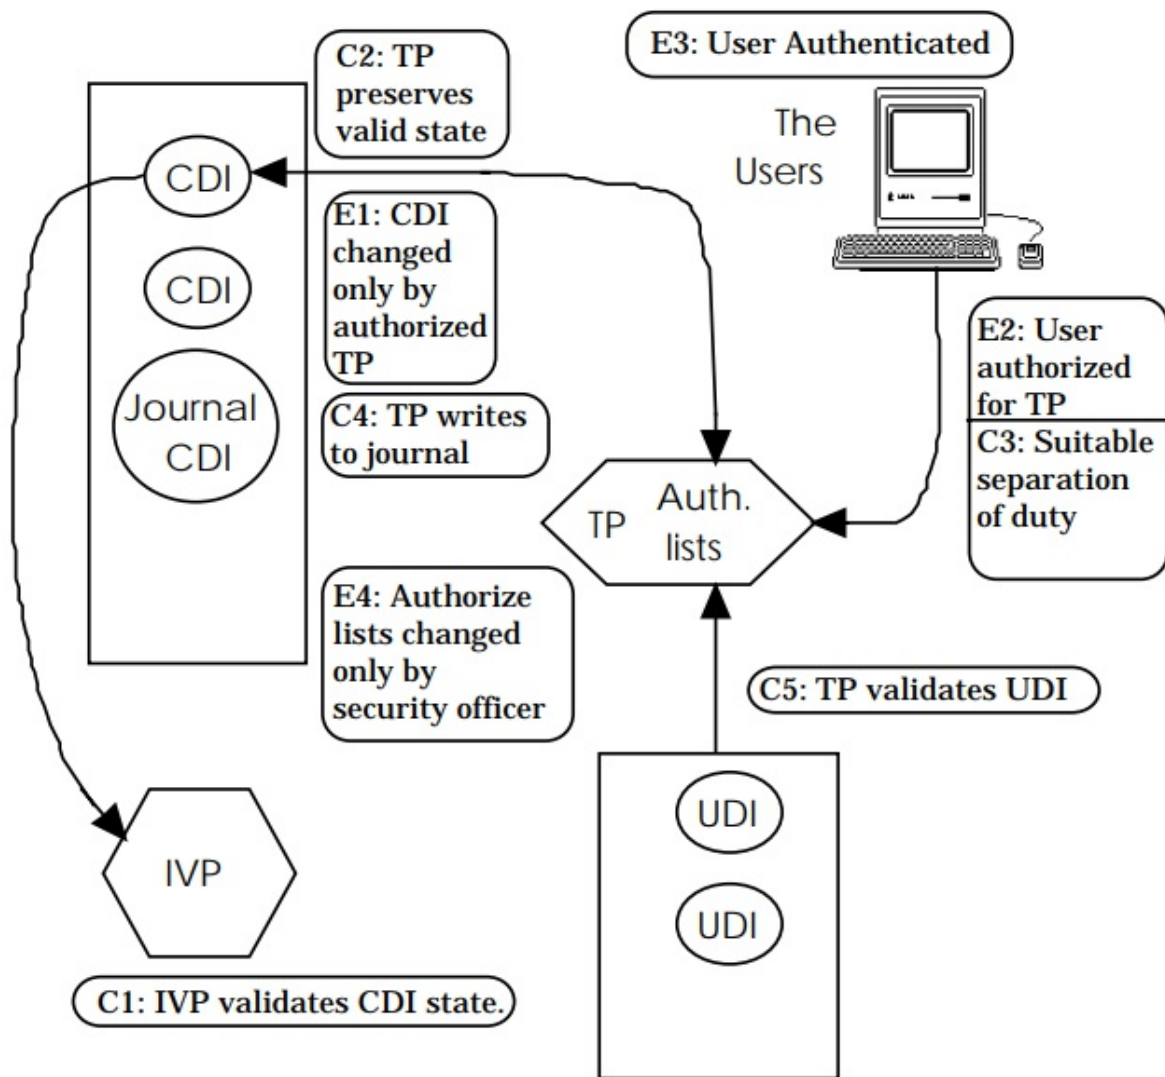 E3: User Authenticated
C2: TP
preserves
valid state
The
Users
CDI
E1: CDI
changed
only by
authorized
TP
CDI
E2: User
authorized
for TP
C3: Suitable
separation
of duty
Journal
CDI
C4: TP writes
to journal
TP
Auth.
lists
E4: Authorize
lists changed
only by
security officer
C5: TP validates UDI
UDI
IVP
UDI
C1: IVP validates CDI state.